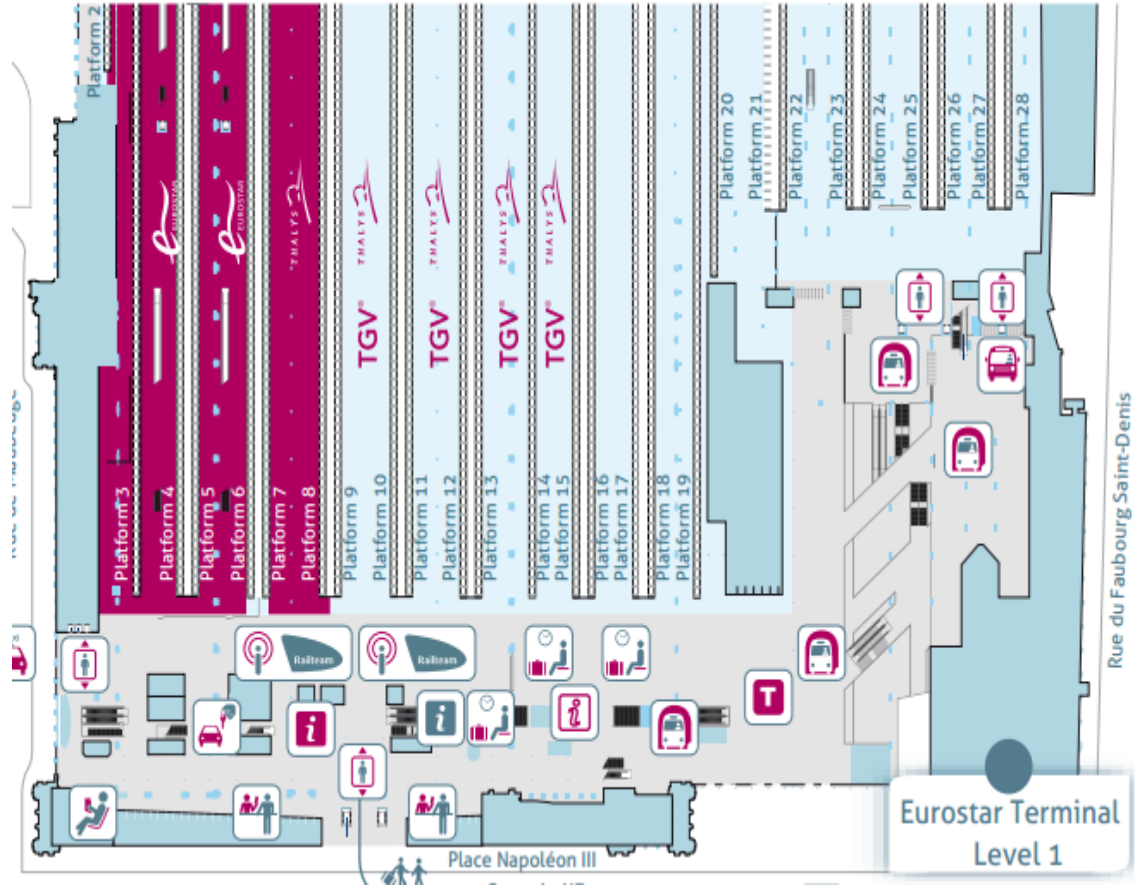 Platform 2
Platform 20
Platform 21
Platform 22
Platform 23
Platform 24
Platform 25
Platform 26
Platform 27
Platform 28
EUROSTAR
EUROSTAR
THALYS
THALYS
THALYS
THALYS
THALYS
TGV®
TGV®
TGV®
TGV®
Platform 3
Platform 4
Platform 5
Platform 6
Platform 7
Platform 8
Platform 9
Platform 10
Platform 11
Platform 12
Platform 13
Platform 14
Platform 15
Platform 16
Platform 17
Platform 18
Platform 19
Rue du Faubourg Saint-Denis
Railteam
Railteam
i
i
i
T
Eurostar Terminal
Level 1
Place Napoléon III